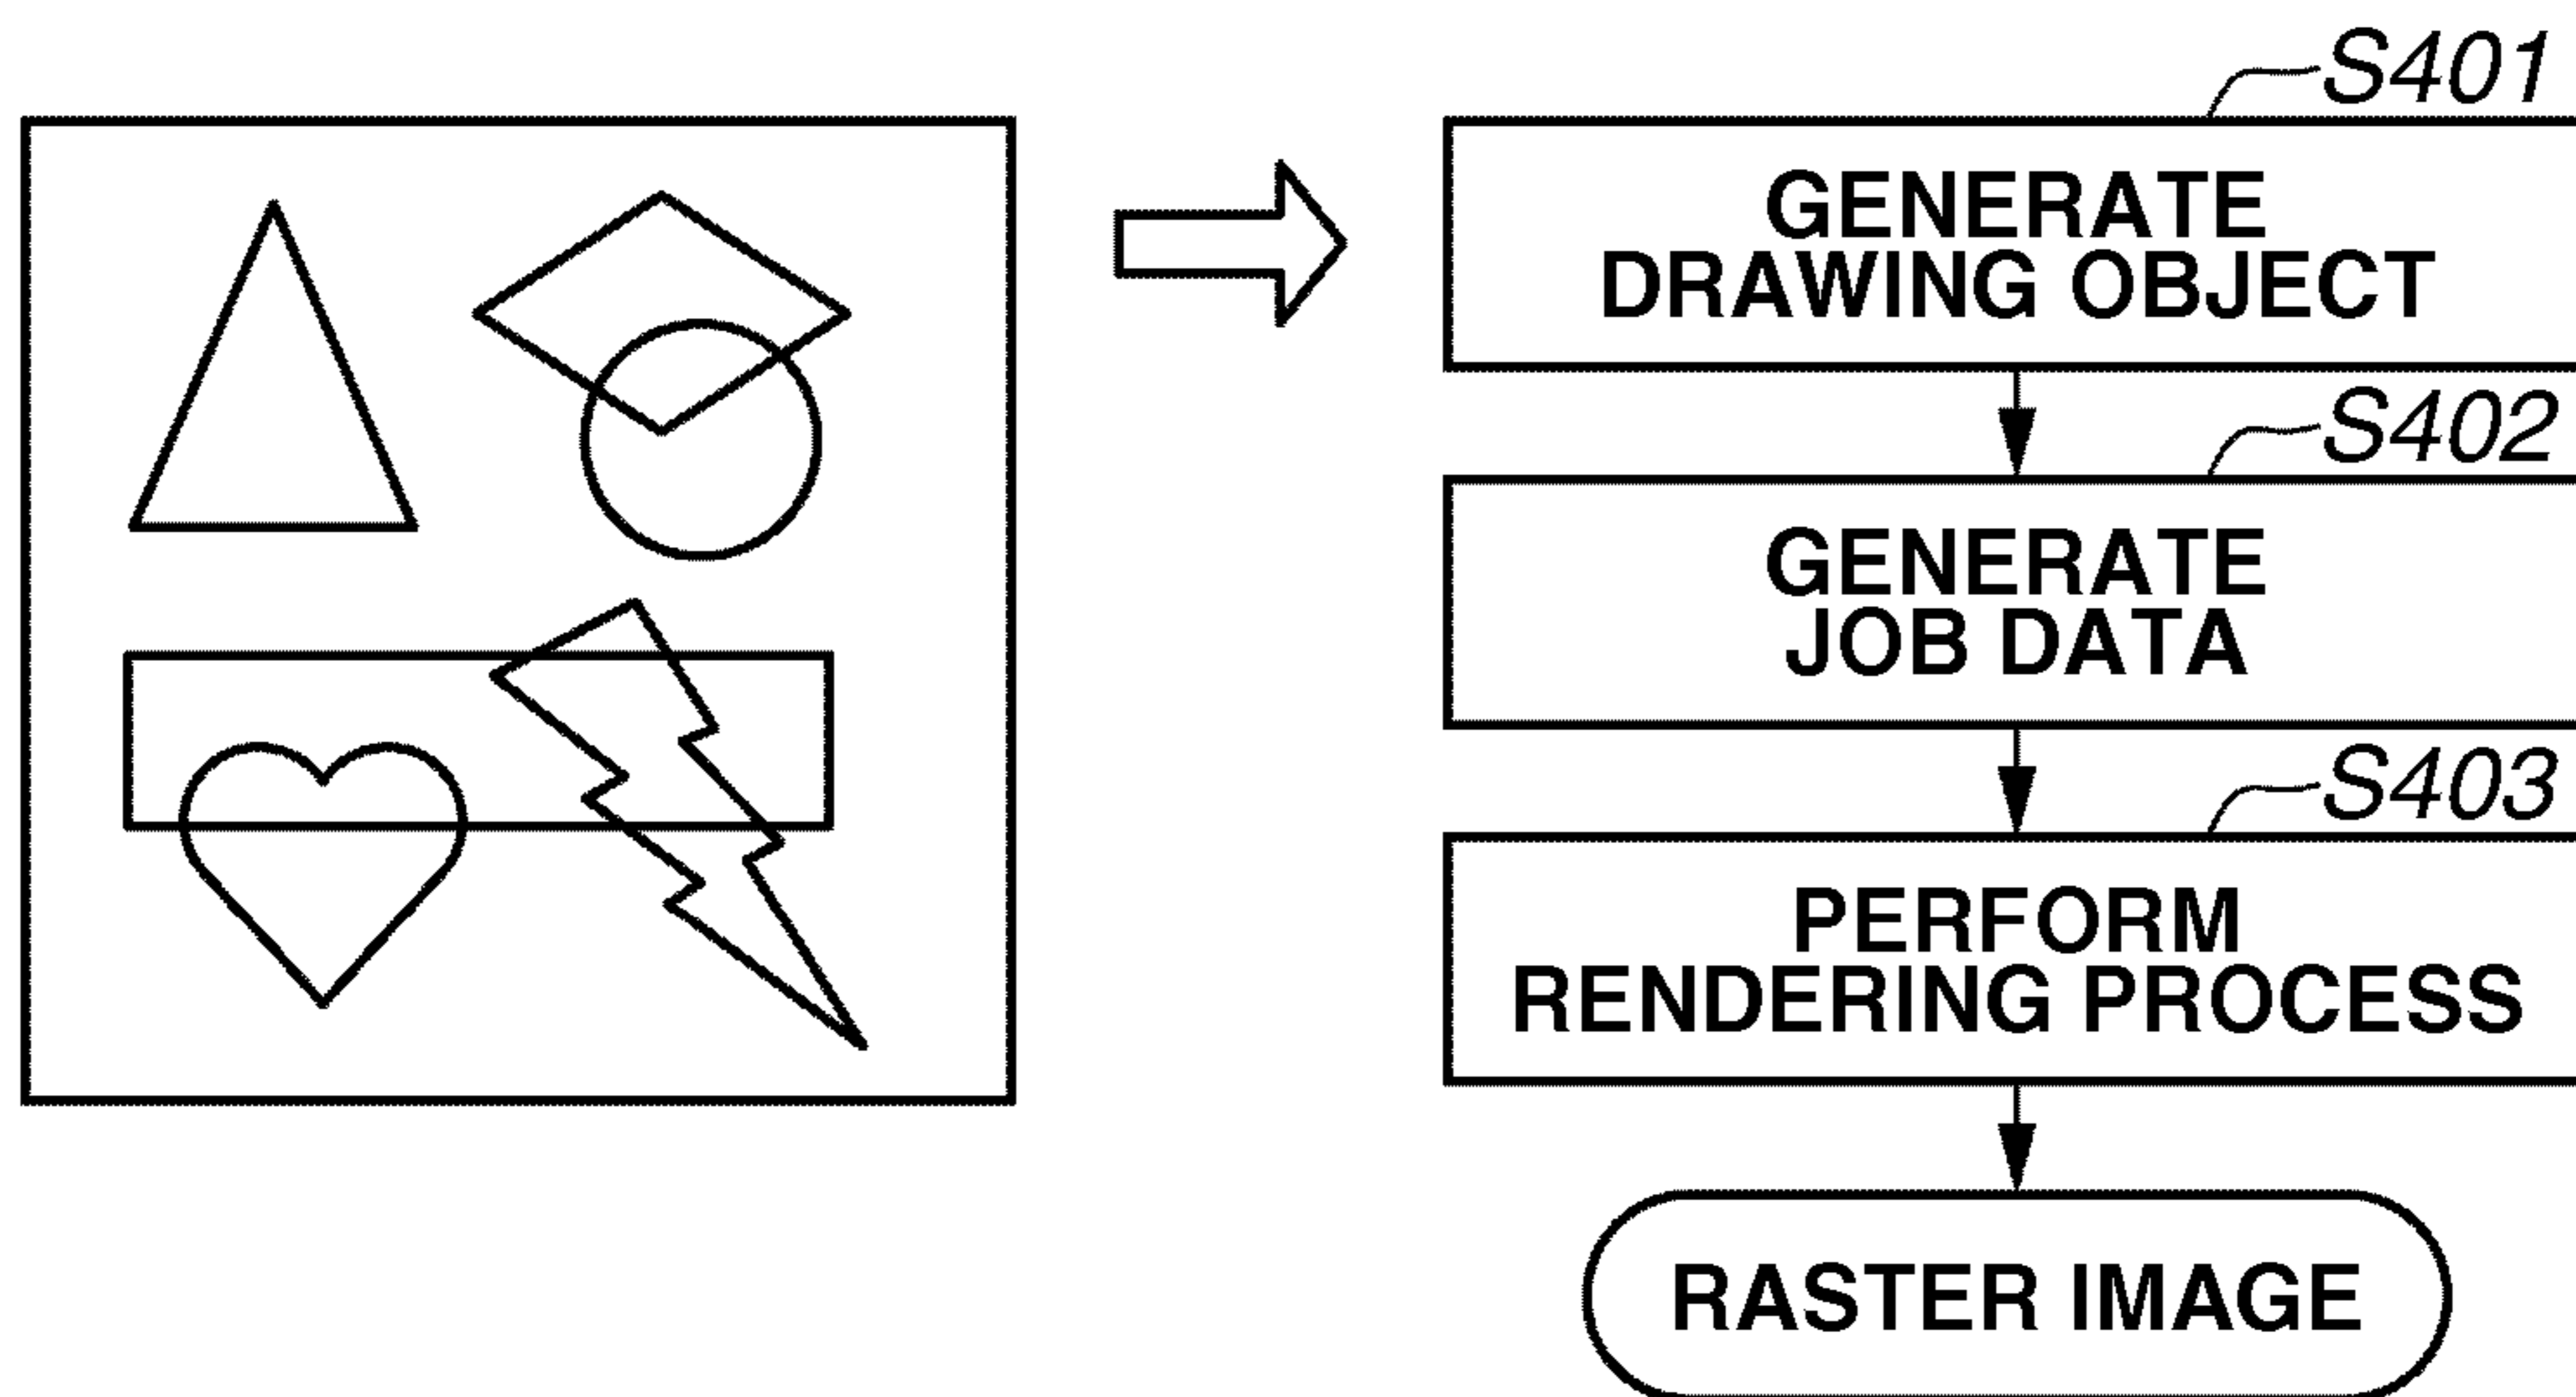 S401
GENERATE
DRAWING OBJECT
S402
GENERATE
JOB DATA
S403
PERFORM
RENDERING PROCESS
RASTER IMAGE